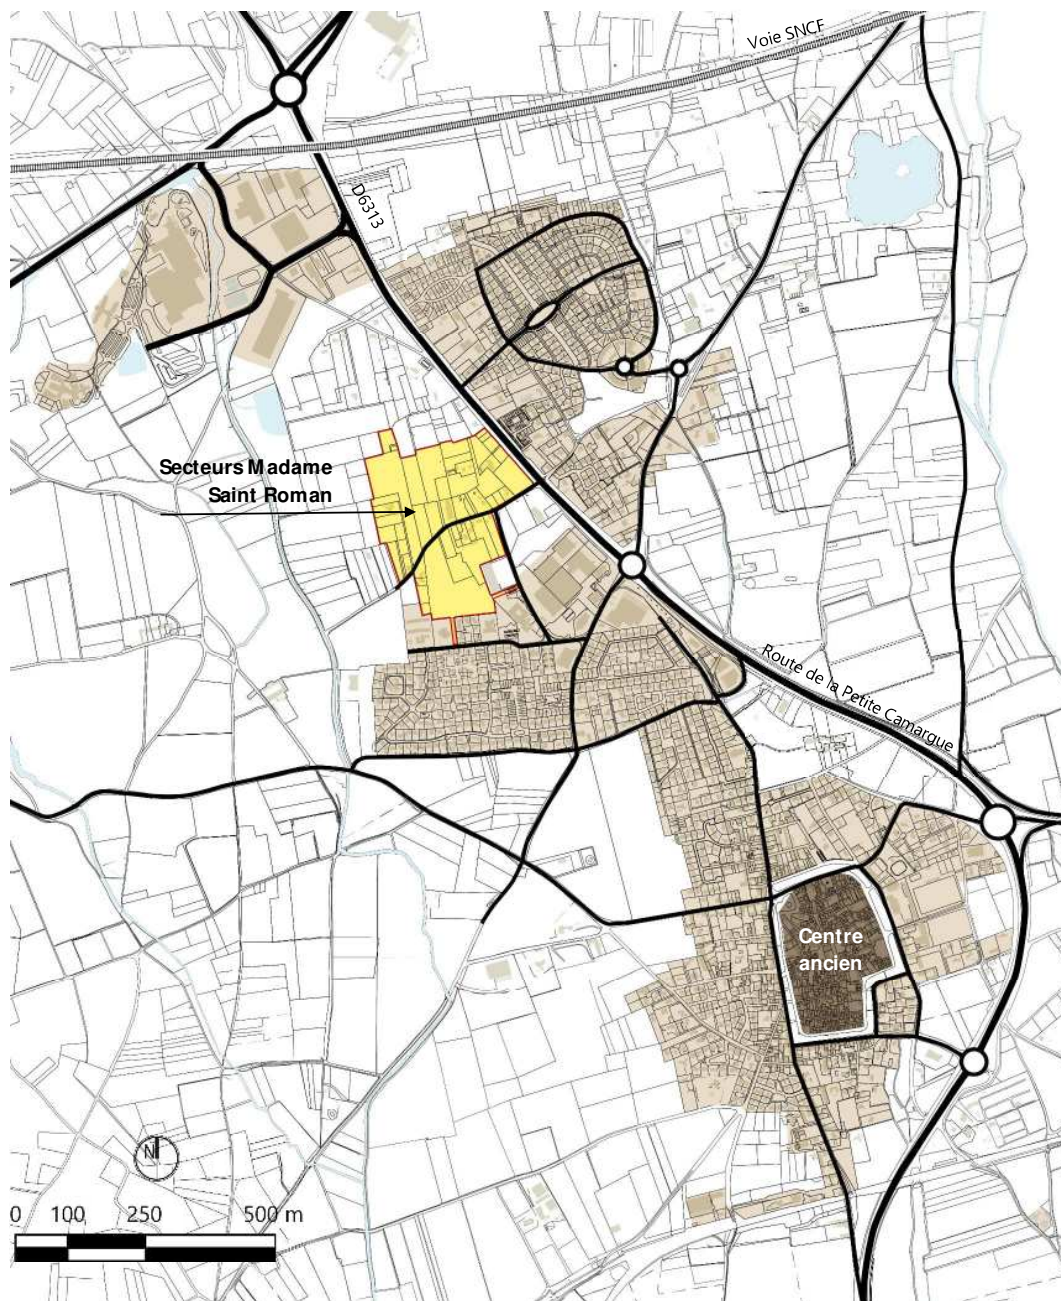 Voie SNCF
D6313
Secteurs Madame
Saint Roman
Route de la Petite Camargue
Centre
ancien
N
0 100 250 500 m